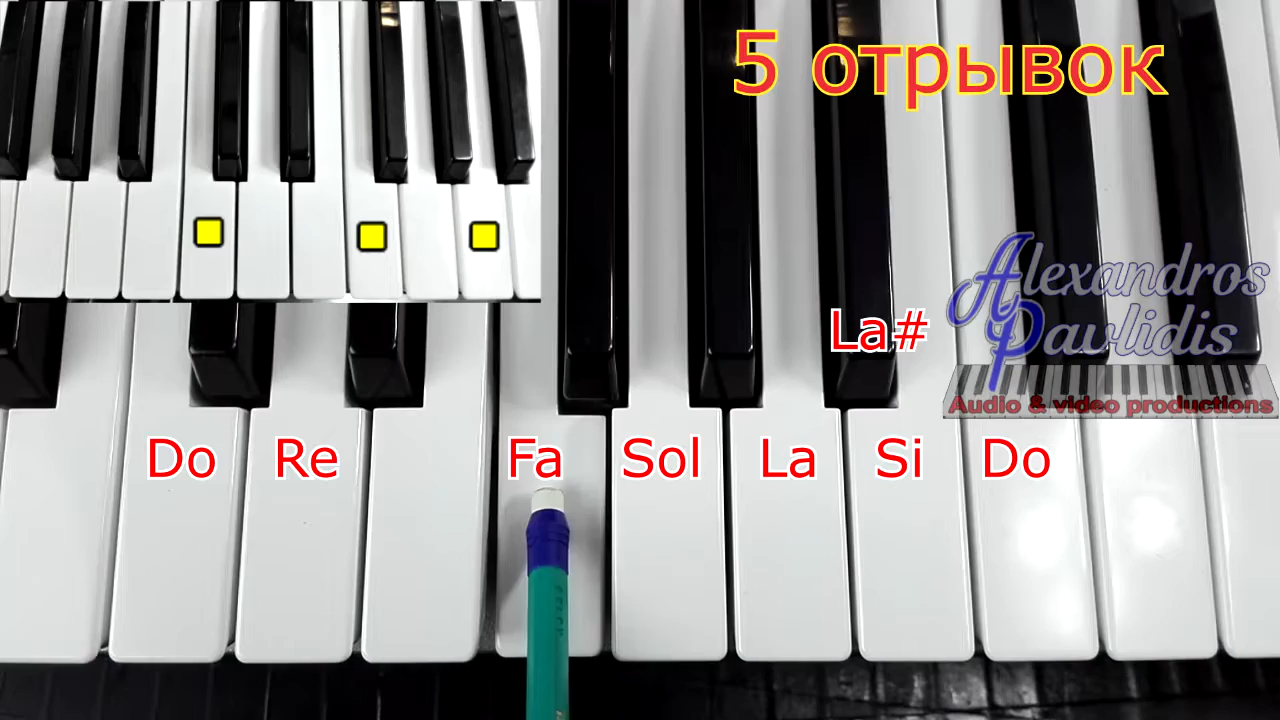 5 отрывок
La#
Alexandros
Pavlidis
Audio & video productions
Do Re Fa Sol La Si Do